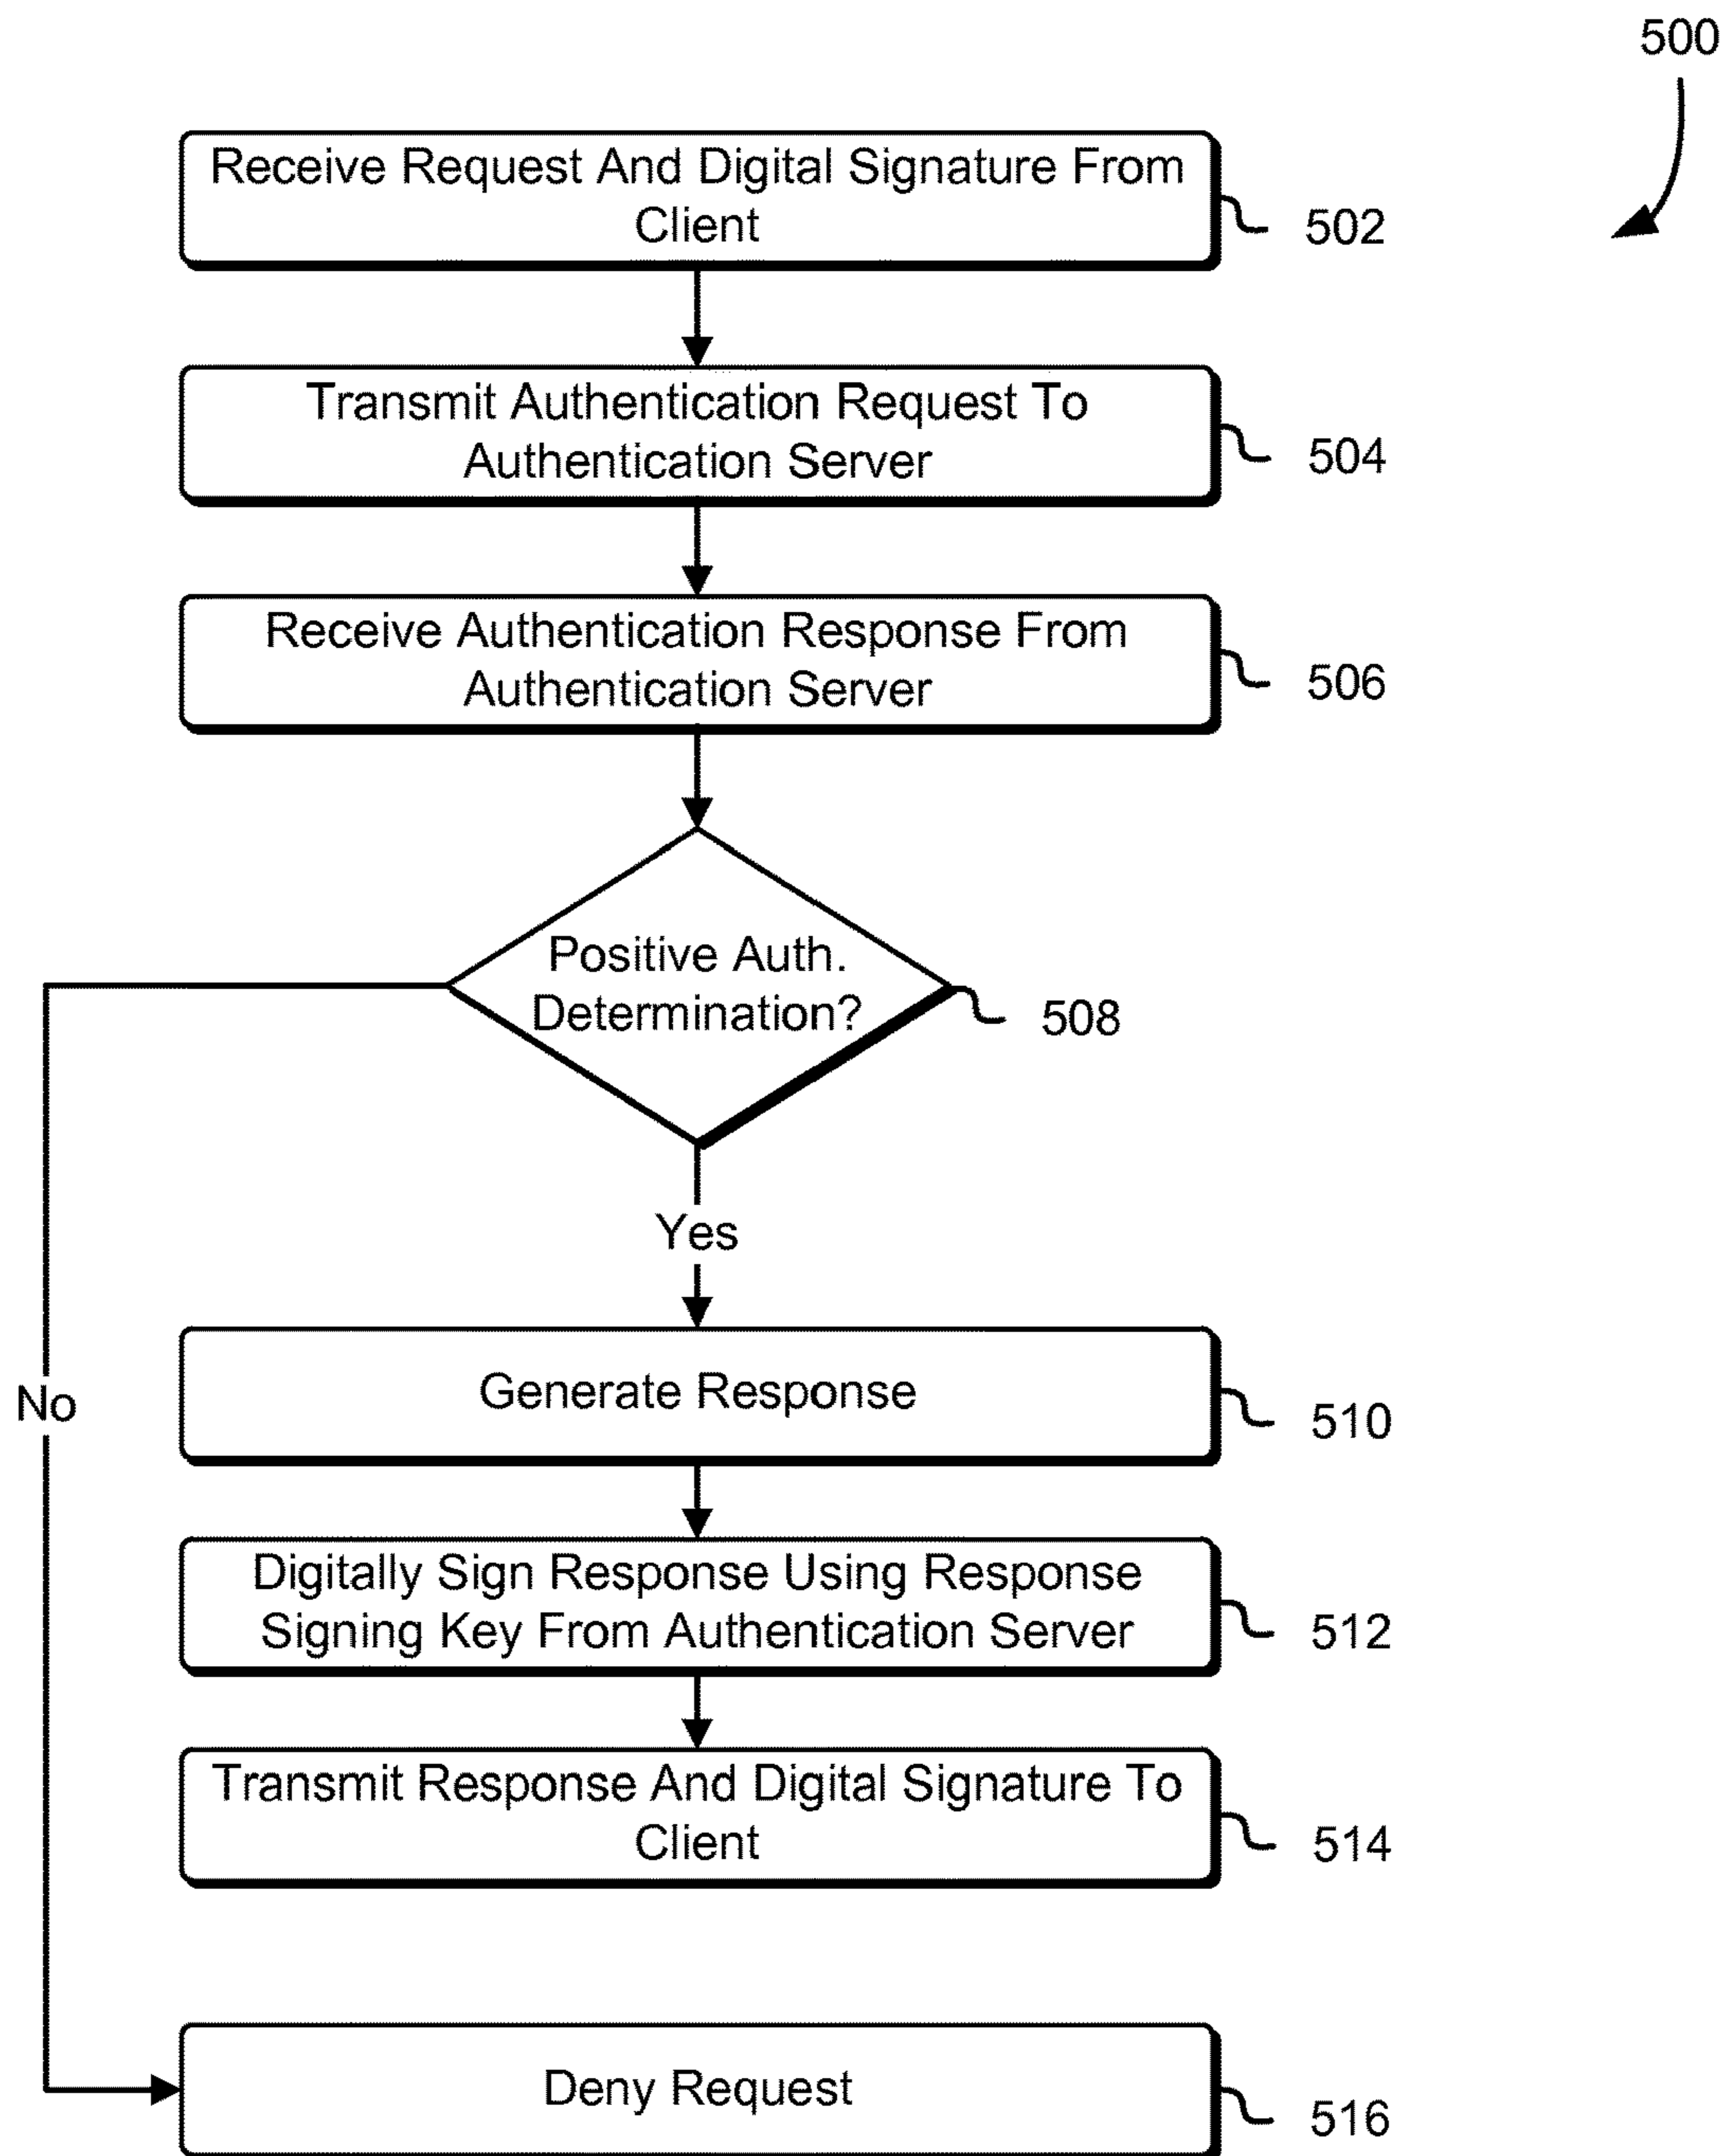 500
Receive Request And Digital Signature From
Client
502
Transmit Authentication Request To
Authentication Server
504
Receive Authentication Response From
Authentication Server
506
Positive Auth.
Determination?
508
Yes
No
Generate Response
510
Digitally Sign Response Using Response
Signing Key From Authentication Server
512
Transmit Response And Digital Signature To
Client
514
Deny Request
516